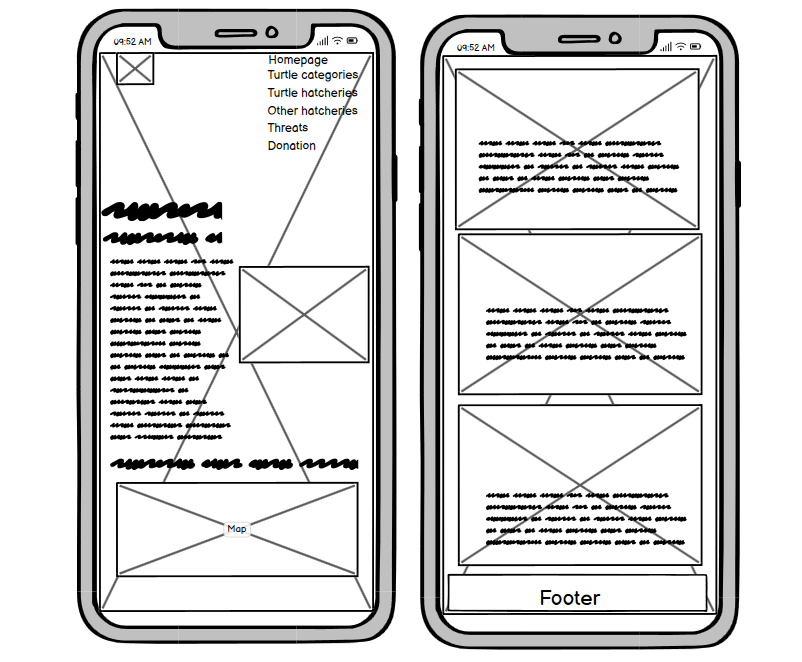 09:52 AM
Homepage
Turtle categories
Turtle hatcheries
Other hatcheries
Threats
Donation
Map
09:52 AM
Footer